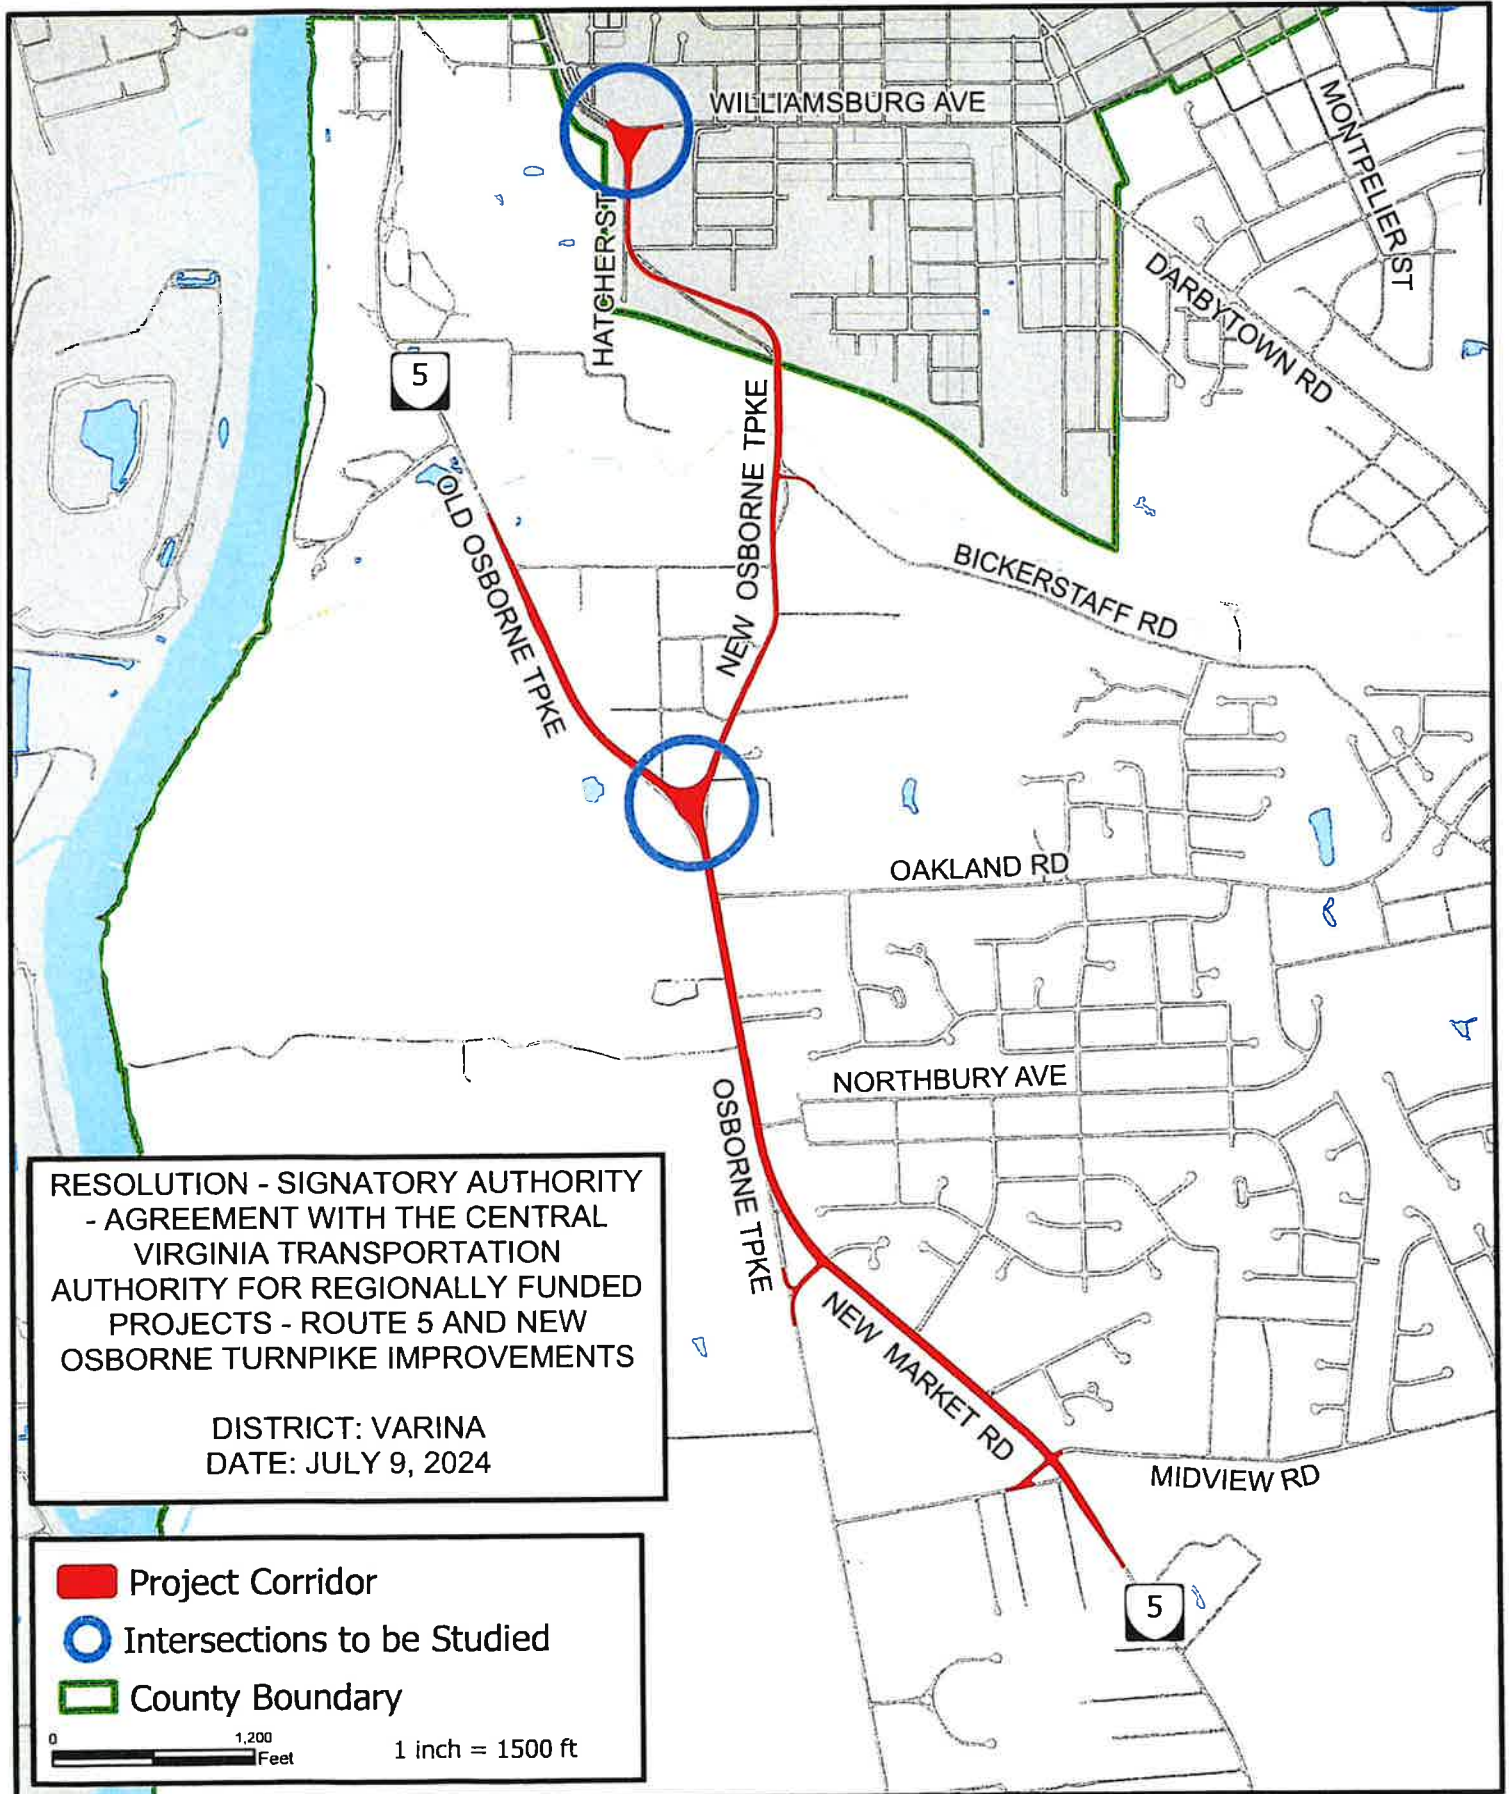 WILLIAMSBURG AVE
MONTPELIER ST
HATCHER ST
DARBYTOWN RD
5
NEW OSBORNE TPKE
OLD OSBORNE TPKE
BICKERSTAFF RD
OAKLAND RD
NORTHBURY AVE
OSBORNE TPKE
NEW MARKET RD
MIDVIEW RD
5
RESOLUTION - SIGNATORY AUTHORITY
- AGREEMENT WITH THE CENTRAL
VIRGINIA TRANSPORTATION
AUTHORITY FOR REGIONALLY FUNDED
PROJECTS - ROUTE 5 AND NEW
OSBORNE TURNPIKE IMPROVEMENTS
DISTRICT: VARINA
DATE: JULY 9, 2024
Project Corridor
Intersections to be Studied
County Boundary
0 1,200
Feet
1 inch = 1500 ft